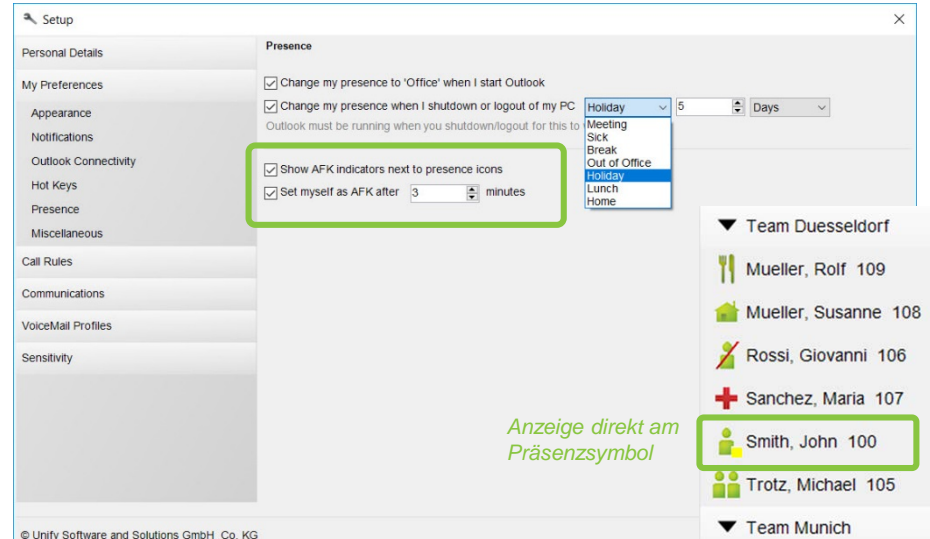 Setup
Personal Details
My Preferences
Appearance
Notifications
Outlook Connectivity
Hot Keys
Presence
Miscellaneous
Call Rules
Communications
VoiceMail Profiles
Sensitivity
Presence
Change my presence to 'Office' when I start Outlook
Change my presence when I shutdown or logout of my PC Holiday 5 Days
Outlook must be running when you shutdown/logout for this to
Meeting
Sick
Break
Out of Office
Holiday
Lunch
Home
Show AFK indicators next to presence icons
Set myself as AFK after 3 minutes
Team Duesseldorf
Mueller, Rolf 109
Mueller, Susanne 108
Rossi, Giovanni 106
Sanchez, Maria 107
Smith, John 100
Trotz, Michael 105
Team Munich
Anzeige direkt am
Präsenzsymbol
© Unify Software and Solutions GmbH Co. KG